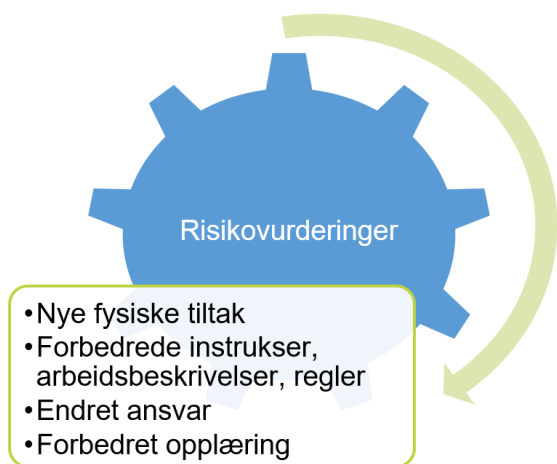 Risikovurderinger
•Nye fysiske tiltak
•Forbedrede instrukser,
arbeidsbeskrivelser, regler
•Endret ansvar
•Forbedret opplæring